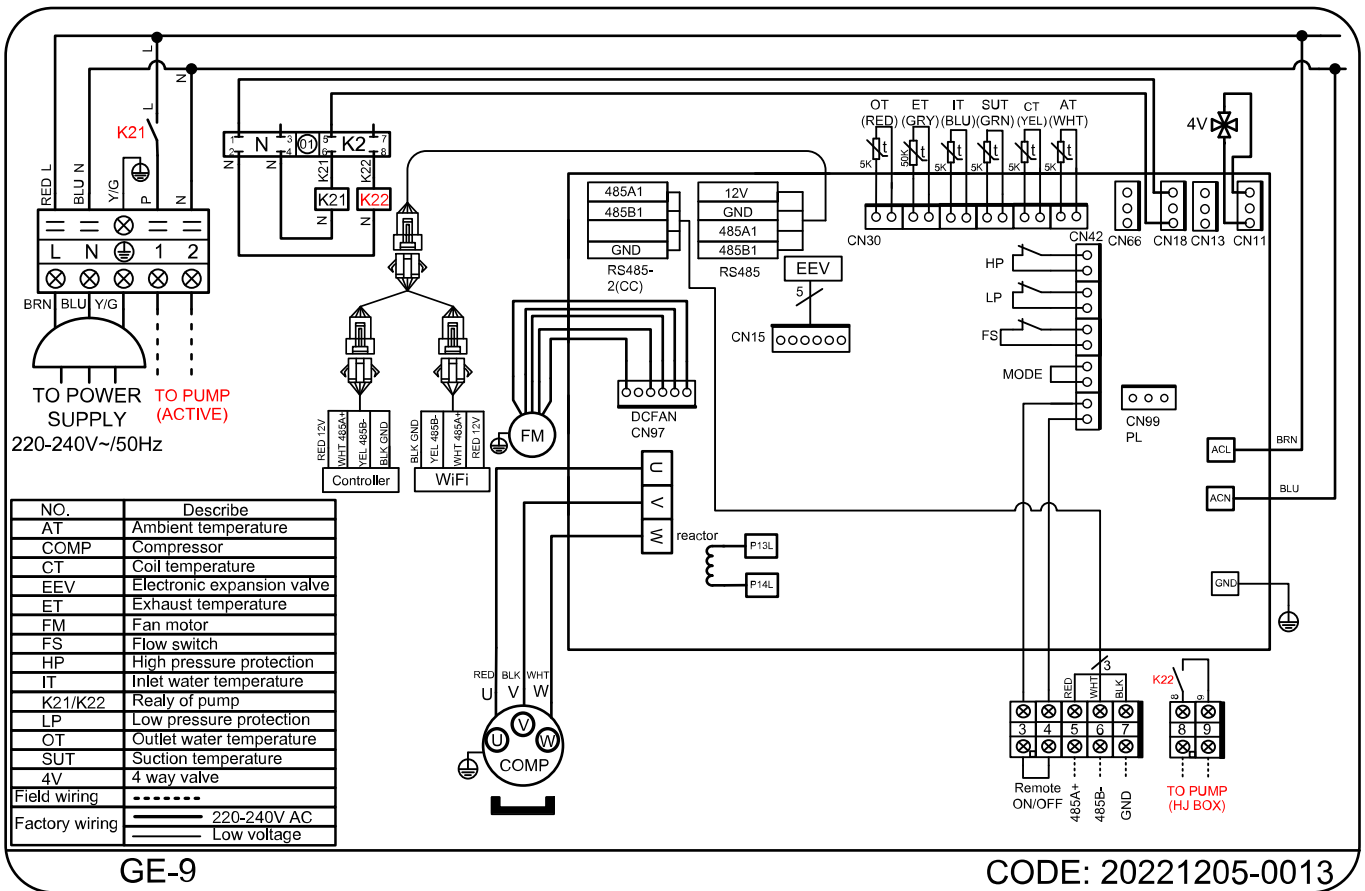 L
N
L
K21
RED L
BLU N
Y/G
P
N
L N 1 2
BRN BLU Y/G
TO POWER
SUPPLY
220-240V~/50Hz
TO PUMP
(ACTIVE)
1 3 5 7
N 01 K2
2 4 6 8
N K21 K22
K21 K22
N N
RED 12V
WHT 485A+
YEL 485B-
BLK GND
Controller
BLK GND
YEL 485B-
WHT 485A+
RED 12V
WiFi
485A1
485B1
GND
RS485-
2(CC)
12V
GND
485A1
485B1
RS485
EEV
5
CN15
OT ET IT SUT CT AT
(RED) (GRY) (BLU) (GRN) (YEL) (WHT)
t t t t t t
5K 50K 5K 5K 5K 5K
CN30
CN42
CN66 CN18 CN13 CN11
4V
HP
LP
FS
MODE
CN99
PL
DCFAN
CN97
FM
U
V
W
reactor
P13L
P14L
ACL
BRN
ACN
BLU
GND
RED BLK WHT
U V W
U V W
COMP
3
RED WHT BLK
3 4 5 6 7
Remote
ON/OFF
485A+
485B-
GND
K22
8 9
8 9
TO PUMP
(HJ BOX)
NO. Describe
AT Ambient temperature
COMP Compressor
CT Coil temperature
EEV Electronic expansion valve
ET Exhaust temperature
FM Fan motor
FS Flow switch
HP High pressure protection
IT Inlet water temperature
K21/K22 Realy of pump
LP Low pressure protection
OT Outlet water temperature
SUT Suction temperature
4V 4 way valve
Field wiring
Factory wiring 220-240V AC
Low voltage
GE-9
CODE: 20221205-0013